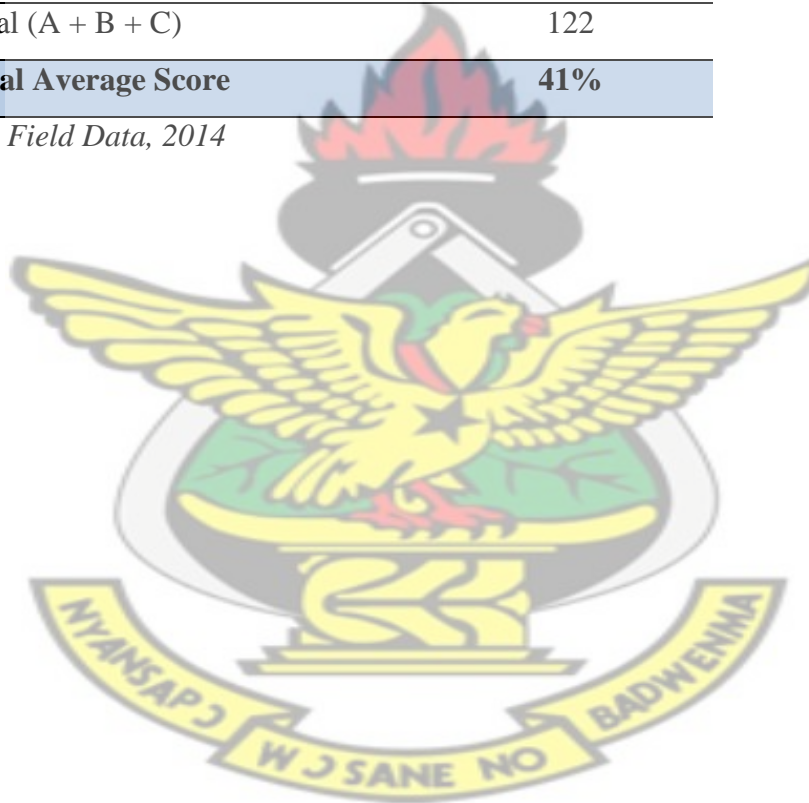 al (A + B + C) 122
al Average Score 41%
Field Data, 2014
NYANSAPƆ
WƆSANE NO
BADWENMA